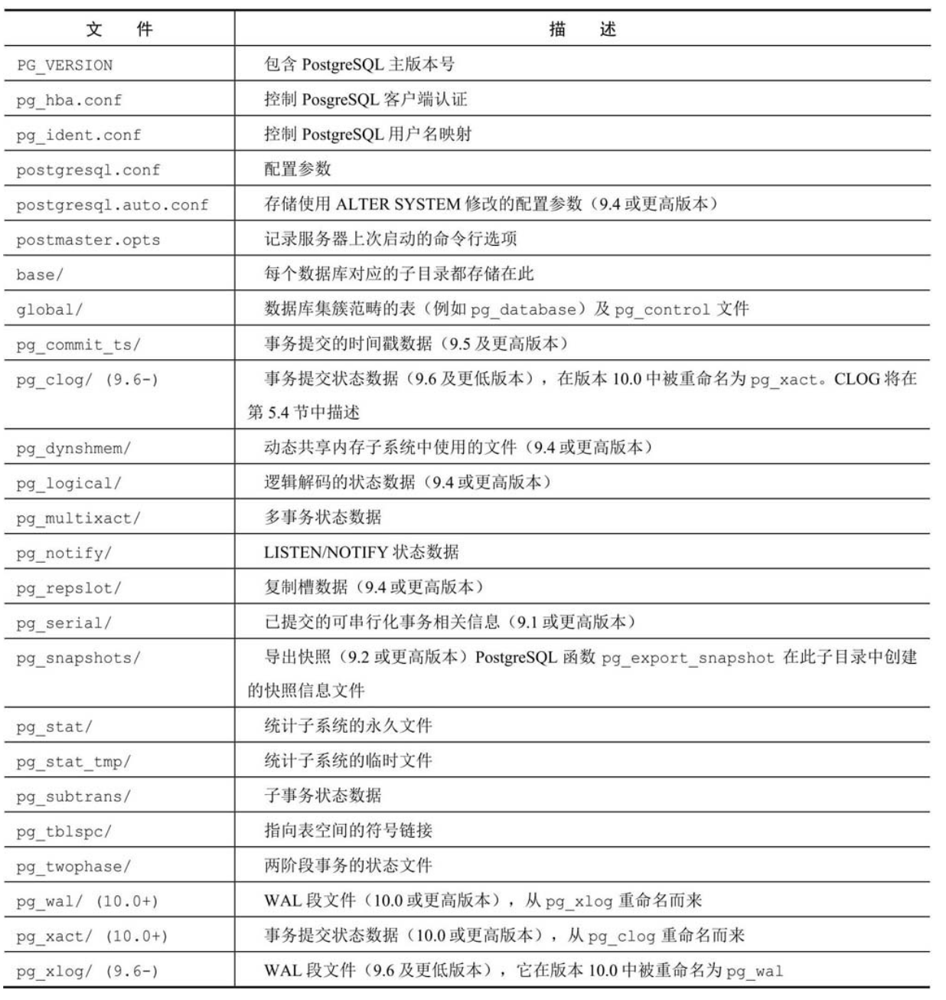 文 件 描 述
PG_VERSION 包含 PostgreSQL 主版本号
pg_hba.conf 控制 PosgreSQL 客户端认证
pg_ident.conf 控制 PostgreSQL 用户名映射
postgresql.conf 配置参数
postgresql.auto.conf 存储使用 ALTER SYSTEM 修改的配置参数（9.4 或更高版本）
postmaster.opts 记录服务器上次启动的命令行选项
base/ 每个数据库对应的子目录都存储在此
global/ 数据库集簇范畴的表（例如 pg_database）及 pg_control 文件
pg_commit_ts/ 事务提交的时间戳数据（9.5 及更高版本）
pg_clog/ (9.6-) 事务提交状态数据（9.6 及更低版本），在版本 10.0 中被重命名为 pg_xact。CLOG 将在
第 5.4 节中描述
pg_dynshmem/ 动态共享内存子系统中使用的文件（9.4 或更高版本）
pg_logical/ 逻辑解码的状态数据（9.4 或更高版本）
pg_multixact/ 多事务状态数据
pg_notify/ LISTEN/NOTIFY 状态数据
pg_repslot/ 复制槽数据（9.4 或更高版本）
pg_serial/ 已提交的可串行化事务相关信息（9.1 或更高版本）
pg_snapshots/ 导出快照（9.2 或更高版本）PostgreSQL 函数 pg_export_snapshot 在此子目录中创建
的快照信息文件
pg_stat/ 统计子系统的永久文件
pg_stat_tmp/ 统计子系统的临时文件
pg_subtrans/ 子事务状态数据
pg_tblspc/ 指向表空间的符号链接
pg_twophase/ 两阶段事务的状态文件
pg_wal/ (10.0+) WAL 段文件（10.0 或更高版本），从 pg_xlog 重命名而来
pg_xact/ (10.0+) 事务提交状态数据（10.0 或更高版本），从 pg_clog 重命名而来
pg_xlog/ (9.6-) WAL 段文件（9.6 及更低版本），它在版本 10.0 中被重命名为 pg_wal